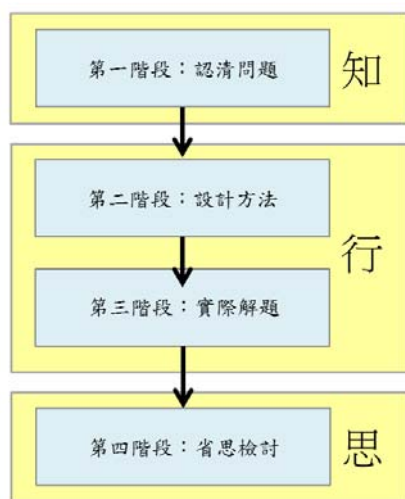 第一階段：認清問題
知
第二階段：設計方法
行
第三階段：實際解題
第四階段：省思檢討
思